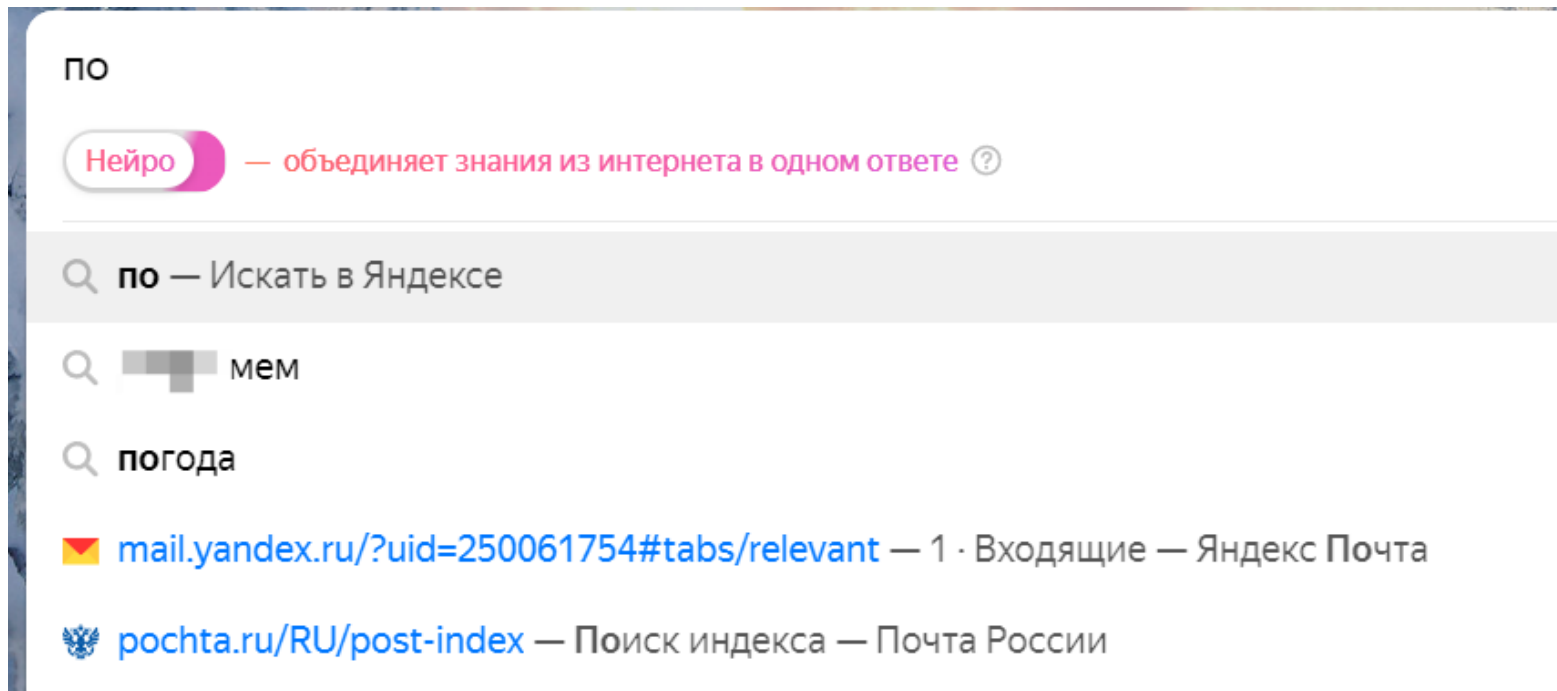 по
Нейро — объединяет знания из интернета в одном ответе ?
по — Искать в Яндексе
мем
погода
mail.yandex.ru/?uid=250061754#tabs/relevant — 1 · Входящие — Яндекс Почта
pochta.ru/RU/post-index — Поиск индекса — Почта России